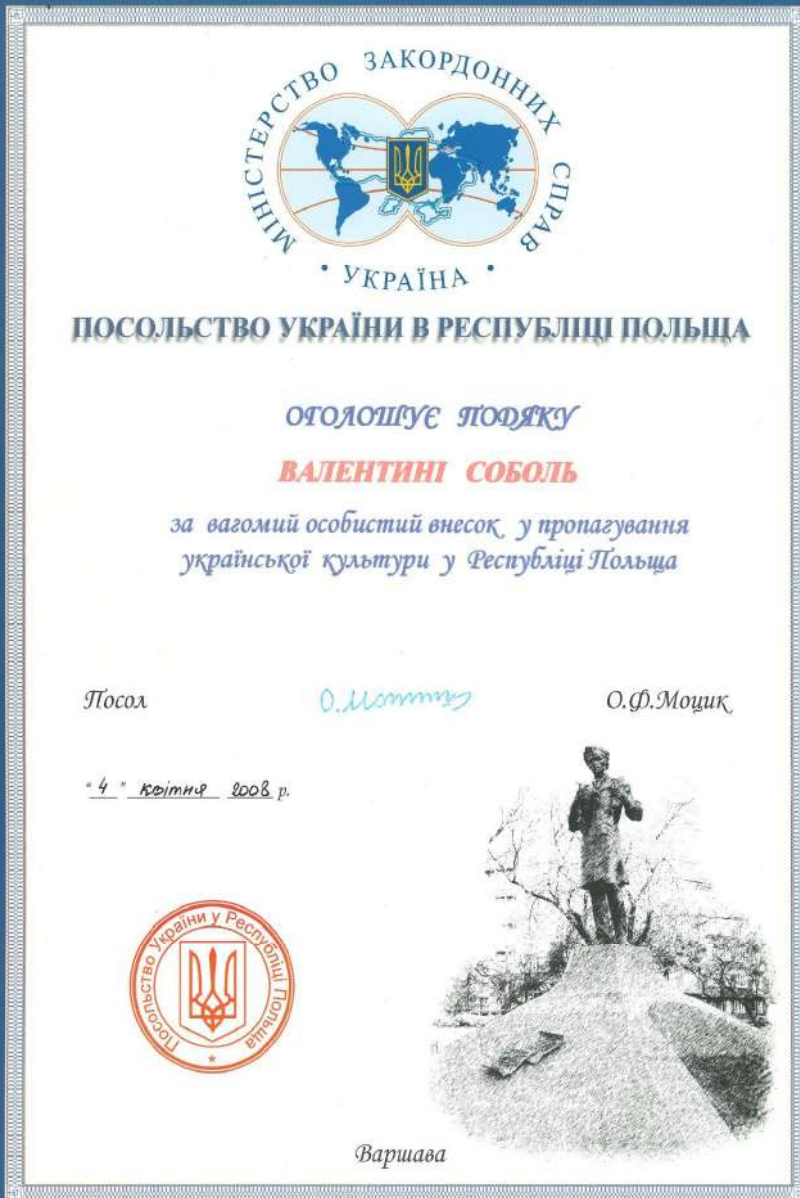 МІНІСТЕРСТВО ЗАКОРДОННИХ СПРАВ
• УКРАЇНА •
ПОСОЛЬСТВО УКРАЇНИ В РЕСПУБЛІЦІ ПОЛЬЩА
ОГОЛОШУЄ ПОДЯКУ
ВАЛЕНТИНІ СОБОЛЬ
за вагомий особистий внесок у пропагування
української культури у Республіці Польща
Посол О.Ф.Моцик
"4" квітня 2008 р.
Посольство України у Республіці Польща
Варшава